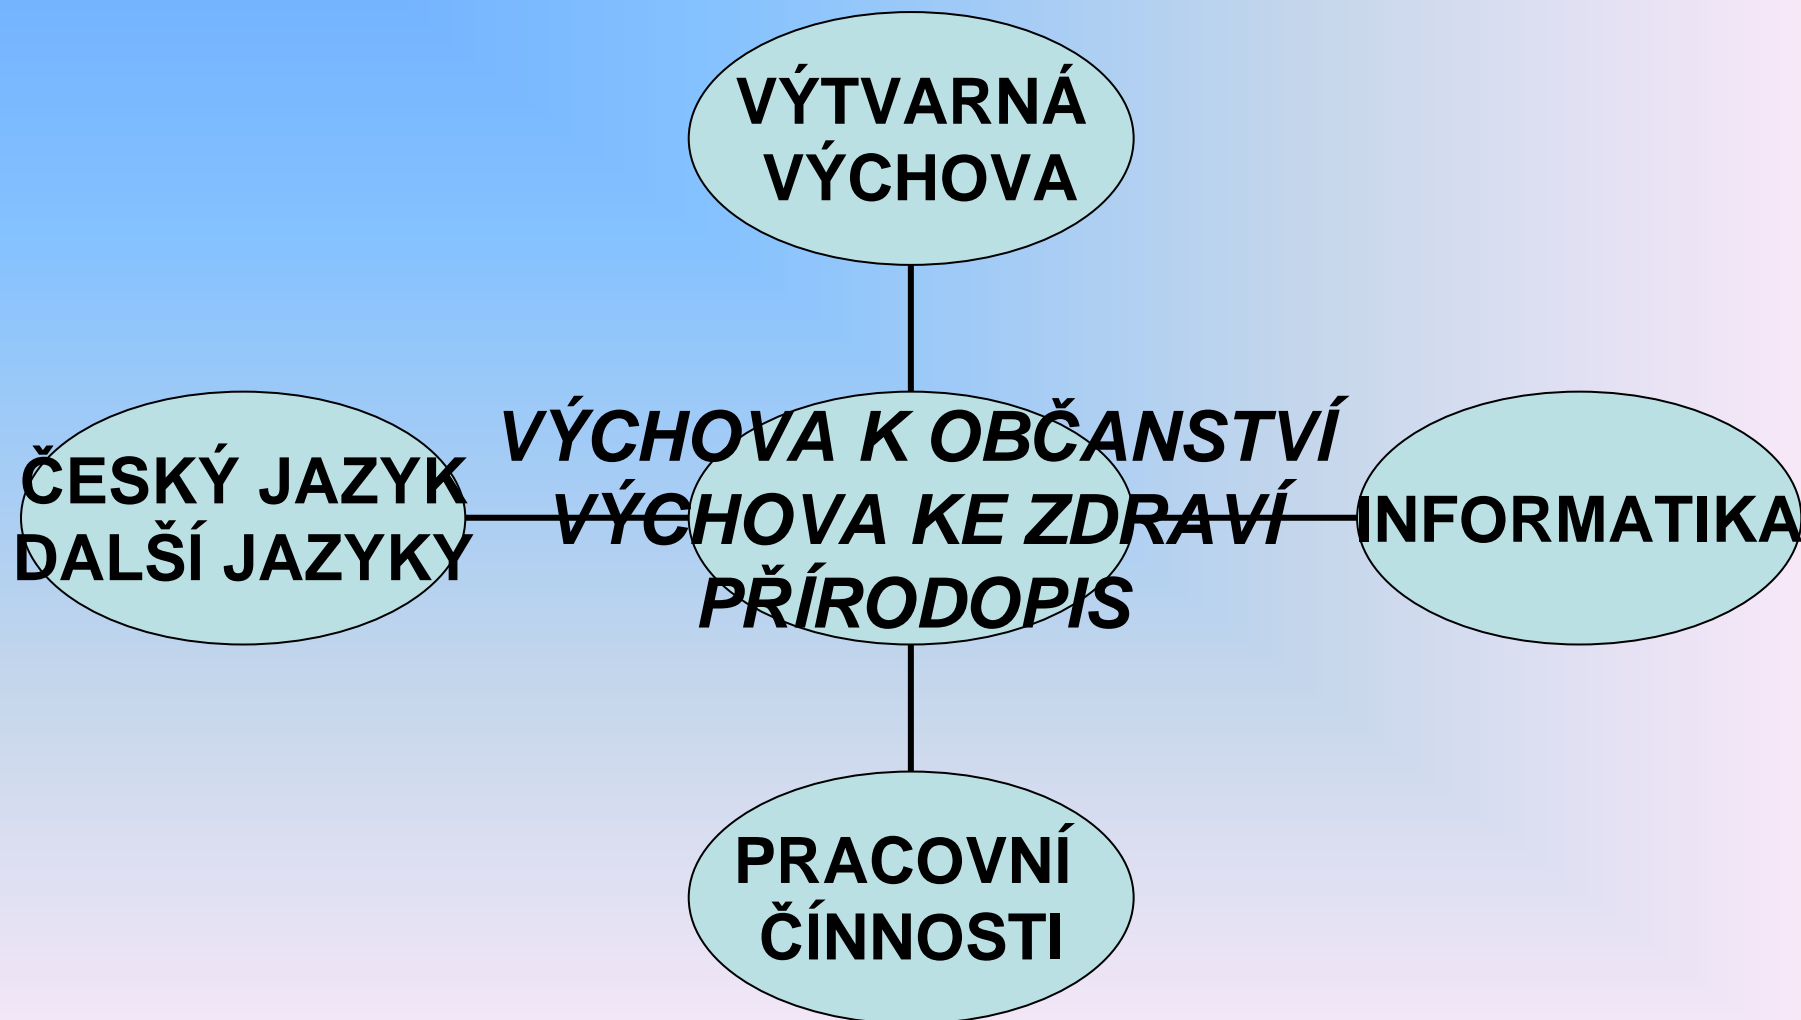 VÝTVARNÁ
VÝCHOVA
ČESKÝ JAZYK
DALŠÍ JAZYKY
VÝCHOVA K OBČANSTVÍ
VÝCHOVA KE ZDRAVÍ
PŘÍRODOPIS
INFORMATIKA
PRACOVNÍ
ČÍNNOSTI